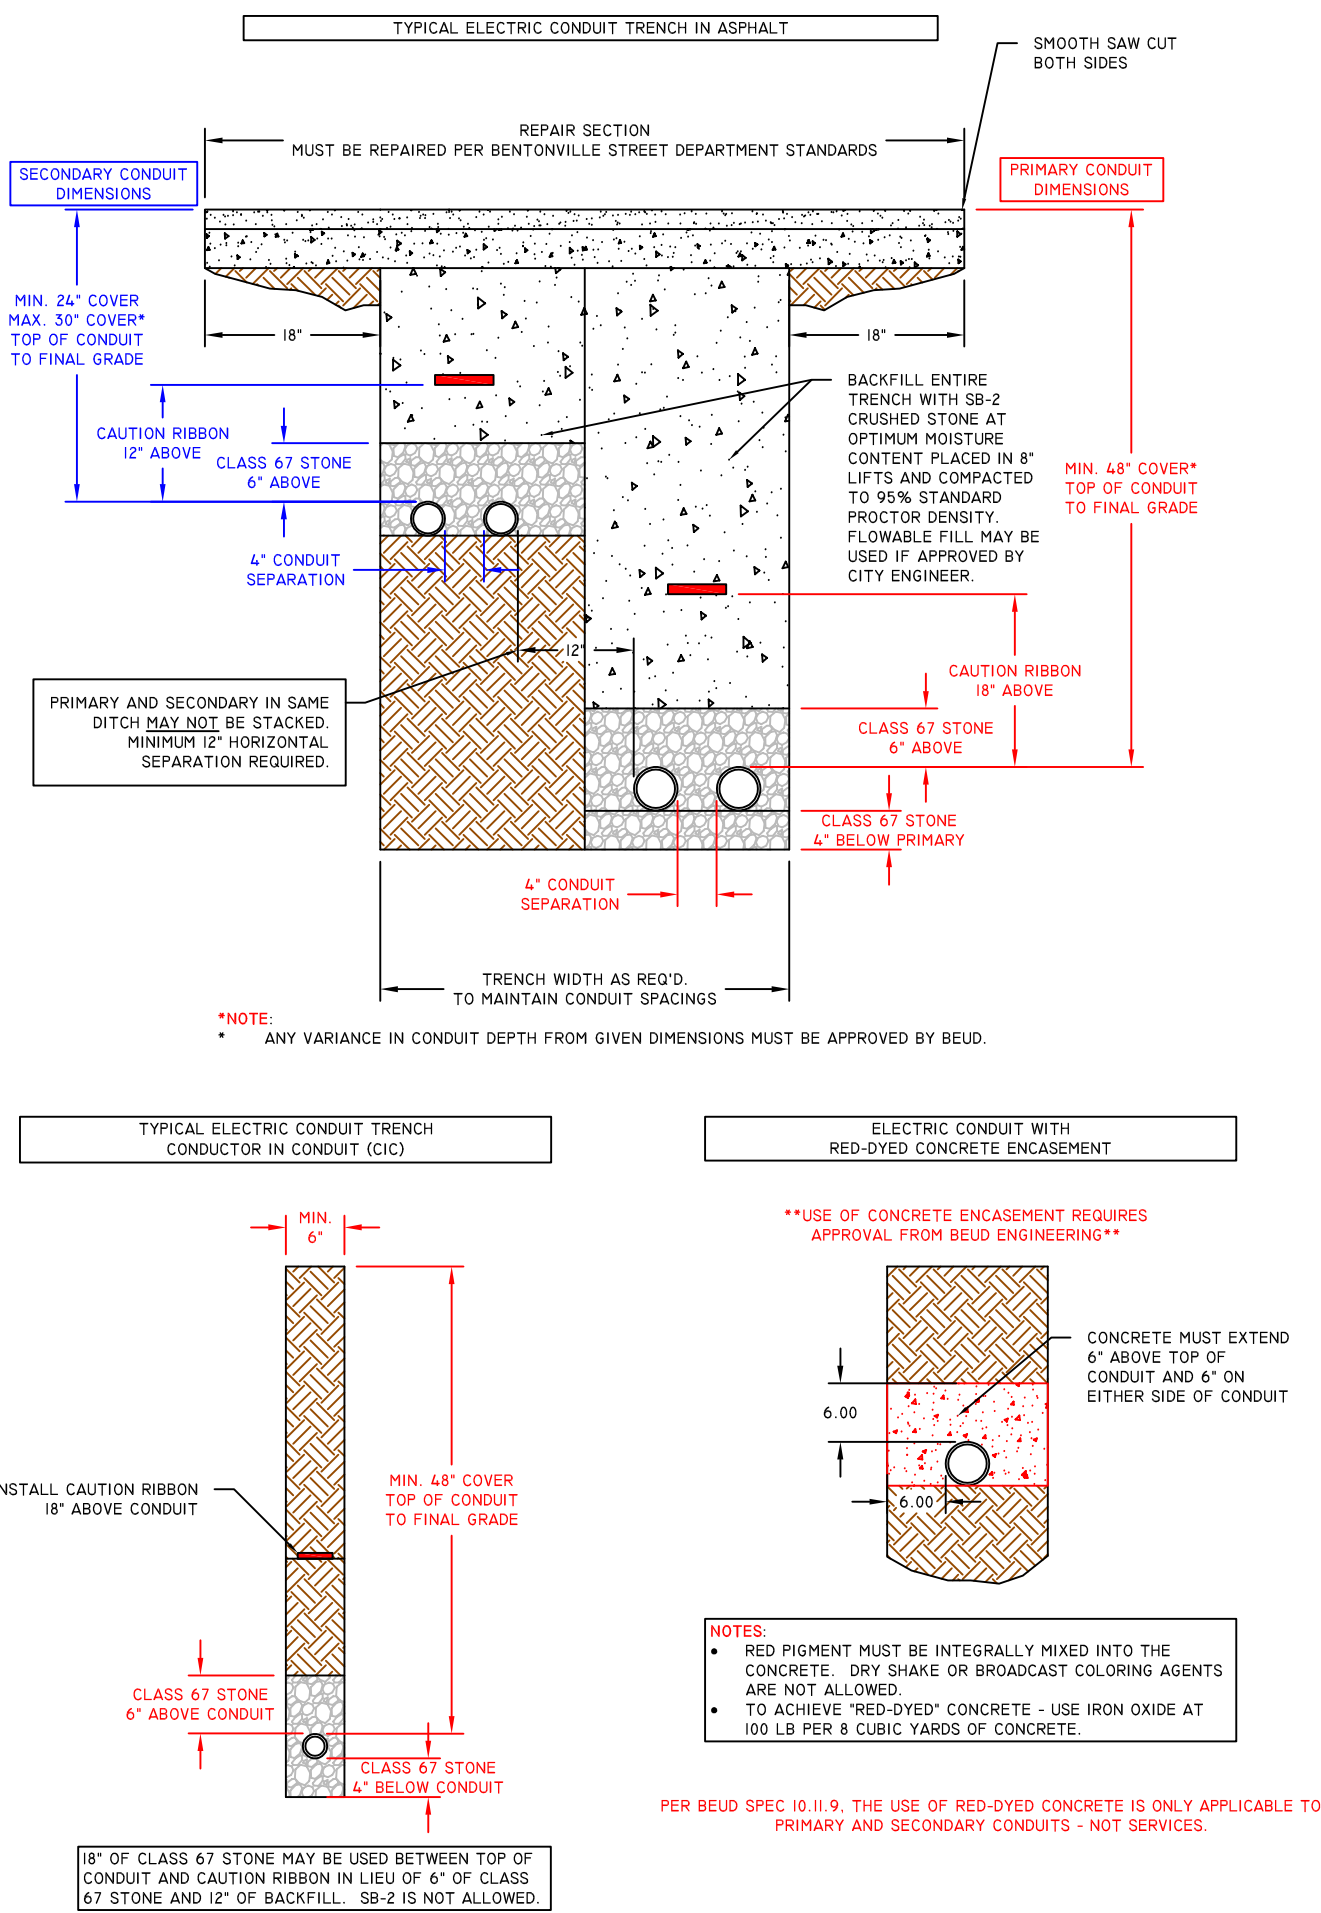 TYPICAL ELECTRIC CONDUIT TRENCH IN ASPHALT
SMOOTH SAW CUT
BOTH SIDES
REPAIR SECTION
MUST BE REPAIRED PER BENTONVILLE STREET DEPARTMENT STANDARDS
SECONDARY CONDUIT
DIMENSIONS
PRIMARY CONDUIT
DIMENSIONS
MIN. 24" COVER
MAX. 30" COVER*
TOP OF CONDUIT
TO FINAL GRADE
18"
18"
BACKFILL ENTIRE
TRENCH WITH SB-2
CRUSHED STONE AT
OPTIMUM MOISTURE
CONTENT PLACED IN 8"
LIFTS AND COMPACTED
TO 95% STANDARD
PROCTOR DENSITY.
FLOWABLE FILL MAY BE
USED IF APPROVED BY
CITY ENGINEER.
CAUTION RIBBON
12" ABOVE
CLASS 67 STONE
6" ABOVE
MIN. 48" COVER*
TOP OF CONDUIT
TO FINAL GRADE
4" CONDUIT
SEPARATION
12"
PRIMARY AND SECONDARY IN SAME
DITCH MAY NOT BE STACKED.
MINIMUM 12" HORIZONTAL
SEPARATION REQUIRED.
CAUTION RIBBON
18" ABOVE
CLASS 67 STONE
6" ABOVE
CLASS 67 STONE
4" BELOW PRIMARY
4" CONDUIT
SEPARATION
TRENCH WIDTH AS REQ'D.
TO MAINTAIN CONDUIT SPACINGS
*NOTE:
* ANY VARIANCE IN CONDUIT DEPTH FROM GIVEN DIMENSIONS MUST BE APPROVED BY BEUD.
TYPICAL ELECTRIC CONDUIT TRENCH
CONDUCTOR IN CONDUIT (CIC)
MIN.
6"
MIN. 48" COVER
TOP OF CONDUIT
TO FINAL GRADE
NSTALL CAUTION RIBBON
18" ABOVE CONDUIT
CLASS 67 STONE
6" ABOVE CONDUIT
CLASS 67 STONE
4" BELOW CONDUIT
18" OF CLASS 67 STONE MAY BE USED BETWEEN TOP OF
CONDUIT AND CAUTION RIBBON IN LIEU OF 6" OF CLASS
67 STONE AND 12" OF BACKFILL. SB-2 IS NOT ALLOWED.
ELECTRIC CONDUIT WITH
RED-DYED CONCRETE ENCASEMENT
**USE OF CONCRETE ENCASEMENT REQUIRES
APPROVAL FROM BEUD ENGINEERING**
CONCRETE MUST EXTEND
6" ABOVE TOP OF
CONDUIT AND 6" ON
EITHER SIDE OF CONDUIT
6.00
6.00
NOTES:
• RED PIGMENT MUST BE INTEGRALLY MIXED INTO THE
CONCRETE. DRY SHAKE OR BROADCAST COLORING AGENTS
ARE NOT ALLOWED.
• TO ACHIEVE "RED-DYED" CONCRETE - USE IRON OXIDE AT
100 LB PER 8 CUBIC YARDS OF CONCRETE.
PER BEUD SPEC 10.11.9, THE USE OF RED-DYED CONCRETE IS ONLY APPLICABLE TO
PRIMARY AND SECONDARY CONDUITS - NOT SERVICES.